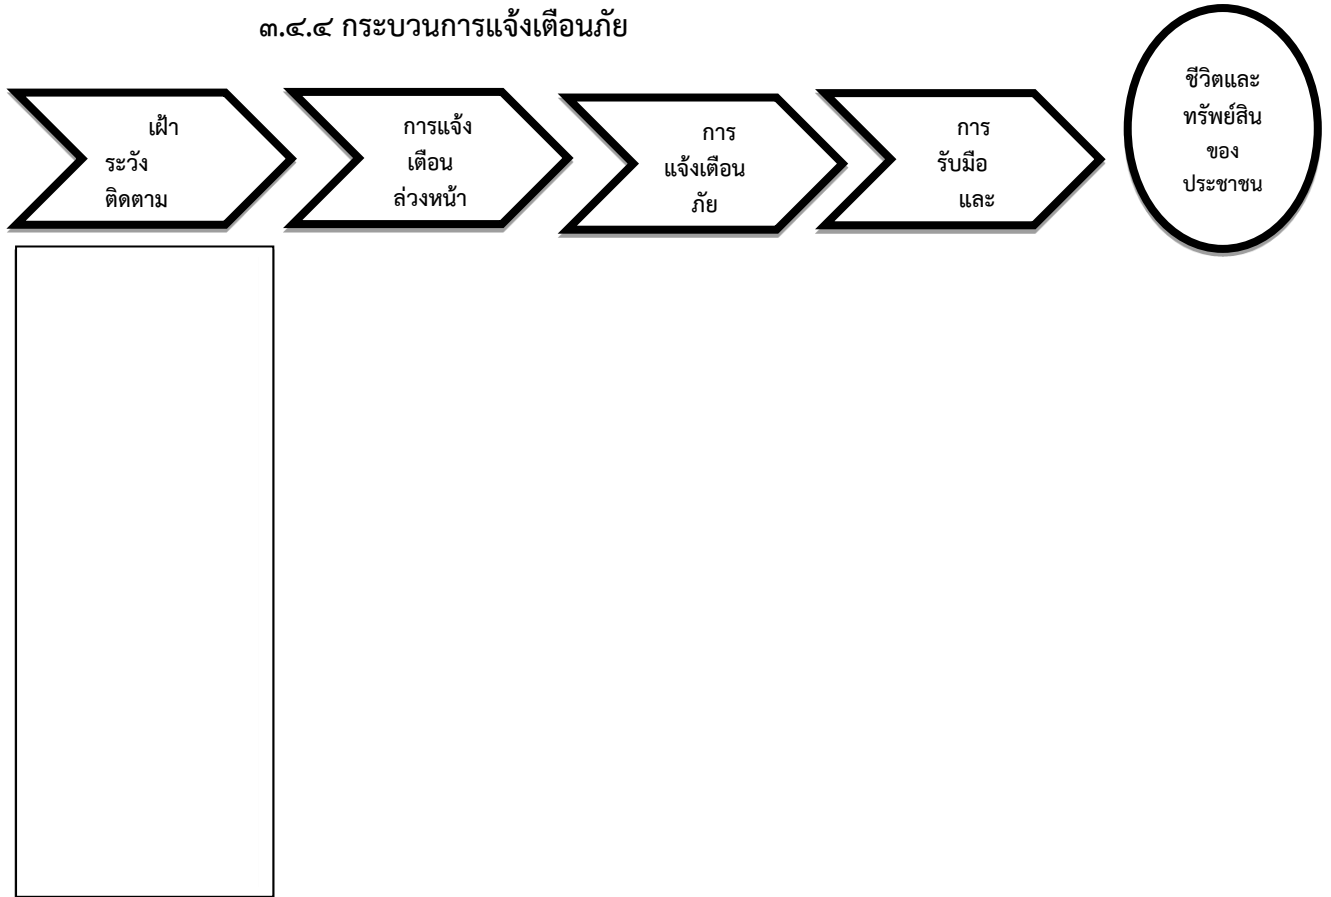 ๓.๔.๔ กระบวนการแจ้งเตือนภัย
เฝ้า
ระวัง
ติดตาม
การแจ้ง
เตือน
ล่วงหน้า
การ
แจ้งเตือน
ภัย
การ
รับมือ
และ
ชีวิตและ
ทรัพย์สิน
ของ
ประชาชน